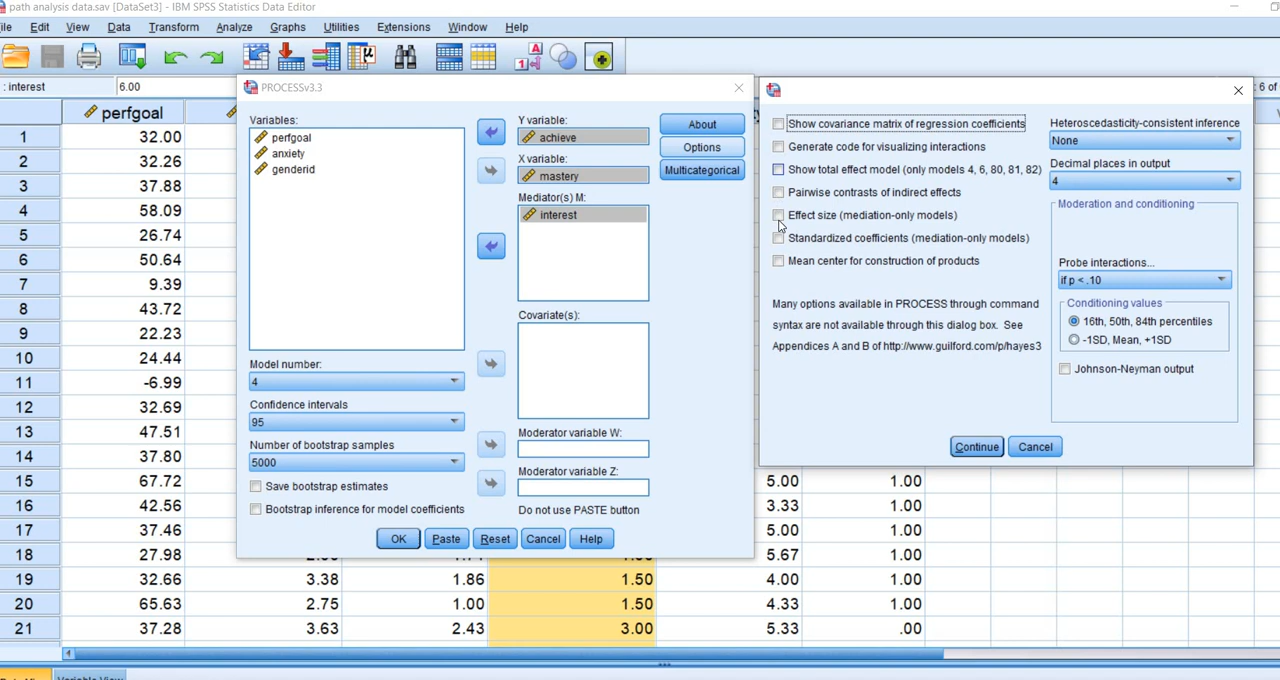 path analysis data.sav [DataSet3] - IBM SPSS Statistics Data Editor
ile Edit View Data Transform Analyze Graphs Utilities Extensions Window Help
: interest 6.00
6 of
PROCESSv3.3
Variables:
perfgoal
anxiety
genderid
Model number:
4
Confidence intervals
95
Number of bootstrap samples
5000
Save bootstrap estimates
Bootstrap inference for model coefficients
Y variable:
achieve
X variable:
mastery
Mediator(s) M:
interest
Covariate(s):
Moderator variable W:
Moderator variable Z:
Do not use PASTE button
About
Options
Multicategorical
OK Paste Reset Cancel Help
Show covariance matrix of regression coefficients
Generate code for visualizing interactions
Show total effect model (only models 4, 6, 80, 81, 82)
Pairwise contrasts of indirect effects
Effect size (mediation-only models)
Standardized coefficients (mediation-only models)
Mean center for construction of products
Many options available in PROCESS through command
syntax are not available through this dialog box. See
Appendices A and B of http://www.guilford.com/p/hayes3
Heteroscedasticity-consistent inference
None
Decimal places in output
4
Moderation and conditioning
Probe interactions...
if p < .10
Conditioning values
16th, 50th, 84th percentiles
-1SD, Mean, +1SD
Johnson-Neyman output
Continue Cancel
perfgoal
1 32.00
2 32.26
3 37.88
4 58.09
5 26.74
6 50.64
7 9.39
8 43.72
9 22.23
10 24.44
11 -6.99
12 32.69
13 47.51
14 37.80
15 67.72 5.00 1.00
16 42.56 3.33 1.00
17 37.46 5.00 1.00
18 27.98 5.67 1.00
19 32.66 3.38 1.86 1.50 4.00 1.00
20 65.63 2.75 1.00 1.50 4.33 1.00
21 37.28 3.63 2.43 3.00 5.33 .00
Variable View